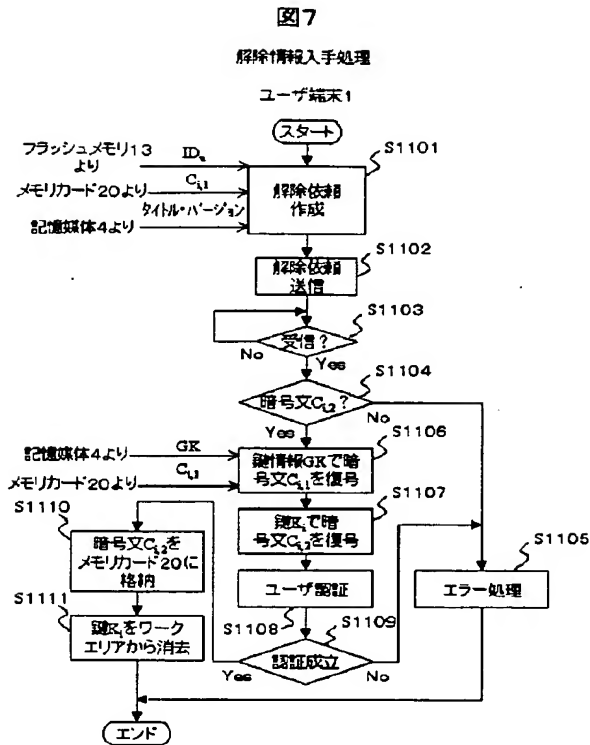 図7
解除情報入手処理
ユーザ端末1
スタート
S1101
フラッシュメモリ13
より
IDu
メモリカード20より
Ci,1
タイトル・バージョン
記憶媒体4より
解除依頼
作成
S1102
解除依頼
送信
S1103
受信?
No
Yes
S1104
暗号文Ci,2?
No
Yes
S1106
記憶媒体4より
GK
メモリカード20より
Ci,1
鍵情報GKで暗
号文Ci,1を復号
S1107
鍵Kiで暗
号文Ci,2を復号
S1110
暗号文Ci,2を
メモリカード20に
格納
S1105
エラー処理
ユーザ認証
S1108
S1109
S1111
鍵Kiをワーク
エリアから消去
認証成立
Yes
No
エンド